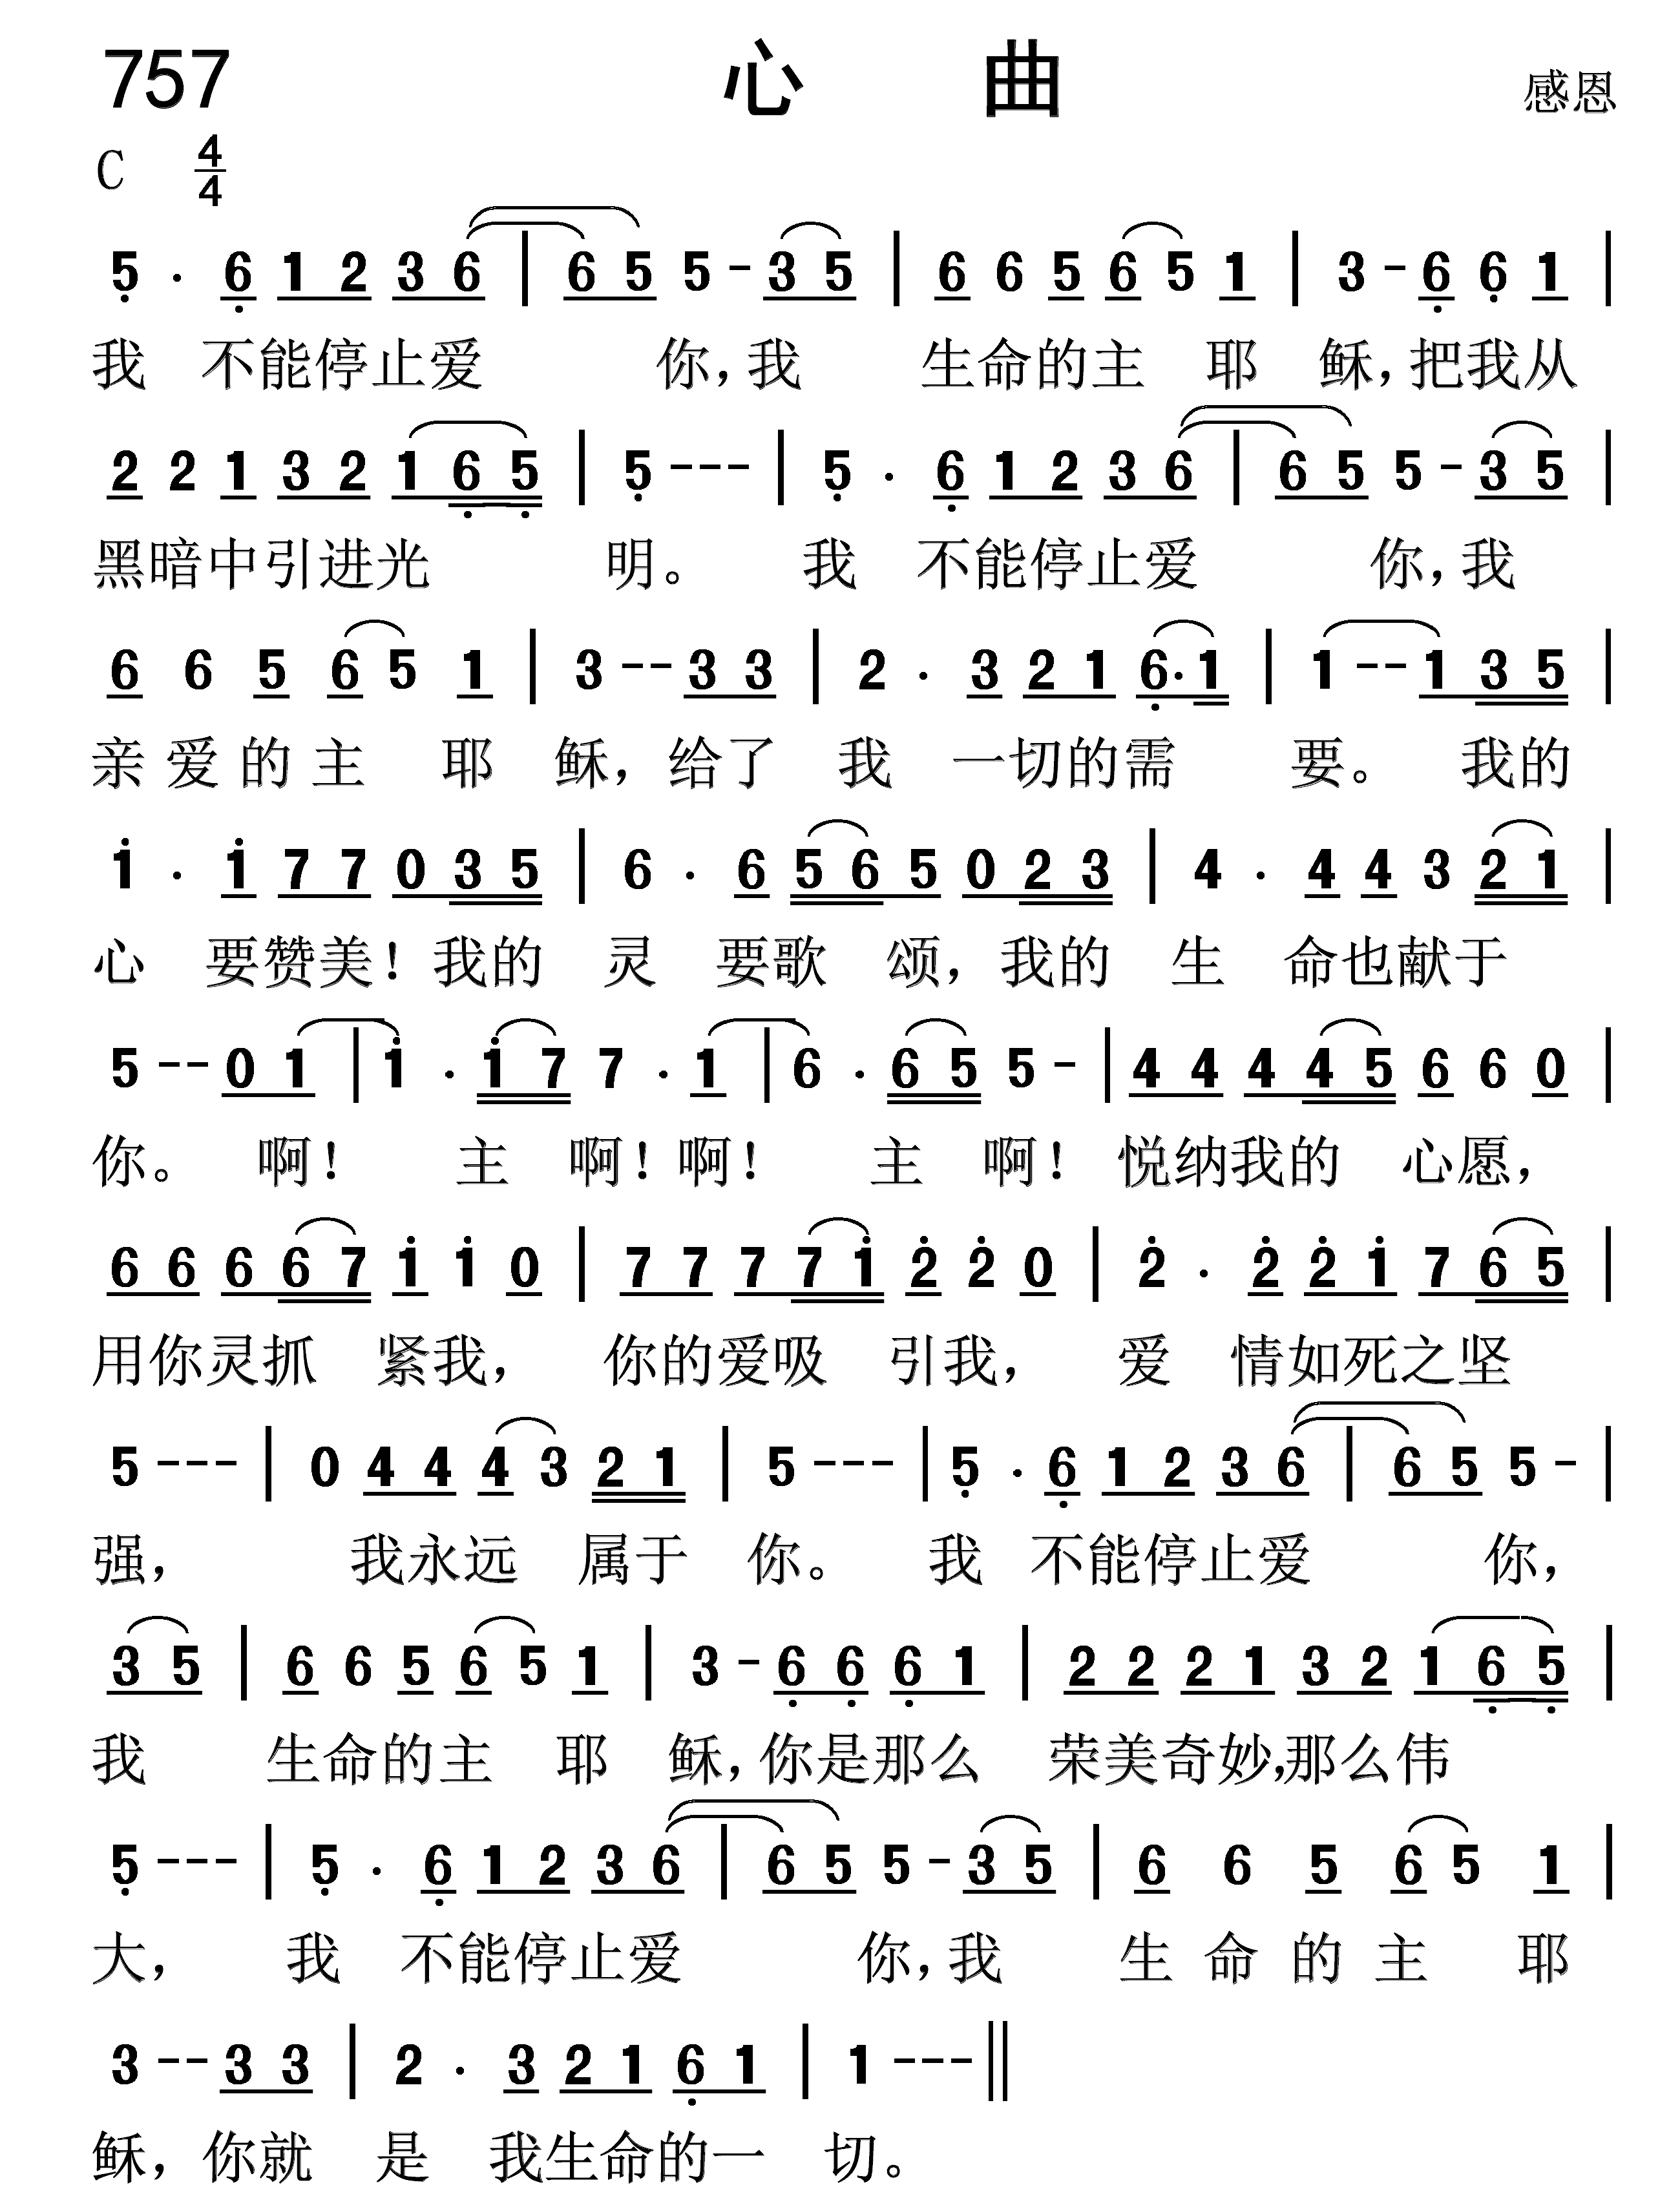 757 心 曲 感恩
C 4/4
5 · 6 1 2 3 6 | 6 5 5 - 3 5 | 6 6 5 6 5 1 | 3 - 6 6 1 |
我 不能停止爱 你，我 生命的主 耶 稣，把我从
2 2 1 3 2 1 6 5 | 5 - - - | 5 · 6 1 2 3 6 | 6 5 5 - 3 5 |
黑暗中引进光 明。 我 不能停止爱 你，我
6 6 5 6 5 1 | 3 - - 3 3 | 2 · 3 2 1 6 · 1 | 1 - - 1 3 5 |
亲爱的主 耶 稣，给了 我 一切的需 要。 我的
1 · 1 7 7 0 3 5 | 6 · 6 5 6 5 0 2 3 | 4 · 4 4 3 2 1 |
心 要赞美！我的 灵 要歌 颂，我的 生 命也献于
5 - - 0 1 | 1 · 1 7 7 · 1 | 6 · 6 5 5 - | 4 4 4 4 5 6 6 0 |
你。 啊！ 主 啊！啊！ 主 啊！ 悦纳我的 心愿，
6 6 6 6 7 1 1 0 | 7 7 7 7 1 2 2 0 | 2 · 2 2 1 7 6 5 |
用你灵抓 紧我， 你的爱吸 引我， 爱 情如死之坚
5 - - - | 0 4 4 4 3 2 1 | 5 - - - | 5 · 6 1 2 3 6 | 6 5 5 - |
强， 我永远 属于 你。 我 不能停止爱 你，
3 5 | 6 6 5 6 5 1 | 3 - 6 6 6 1 | 2 2 2 1 3 2 1 6 5 |
我 生命的主 耶 稣，你是那么 荣美奇妙，那么伟
5 - - - | 5 · 6 1 2 3 6 | 6 5 5 - 3 5 | 6 6 5 6 5 1 |
大， 我 不能停止爱 你，我 生命的主 耶
3 - - 3 3 | 2 · 3 2 1 6 1 | 1 - - - ||
稣，你就 是 我生命的一 切。